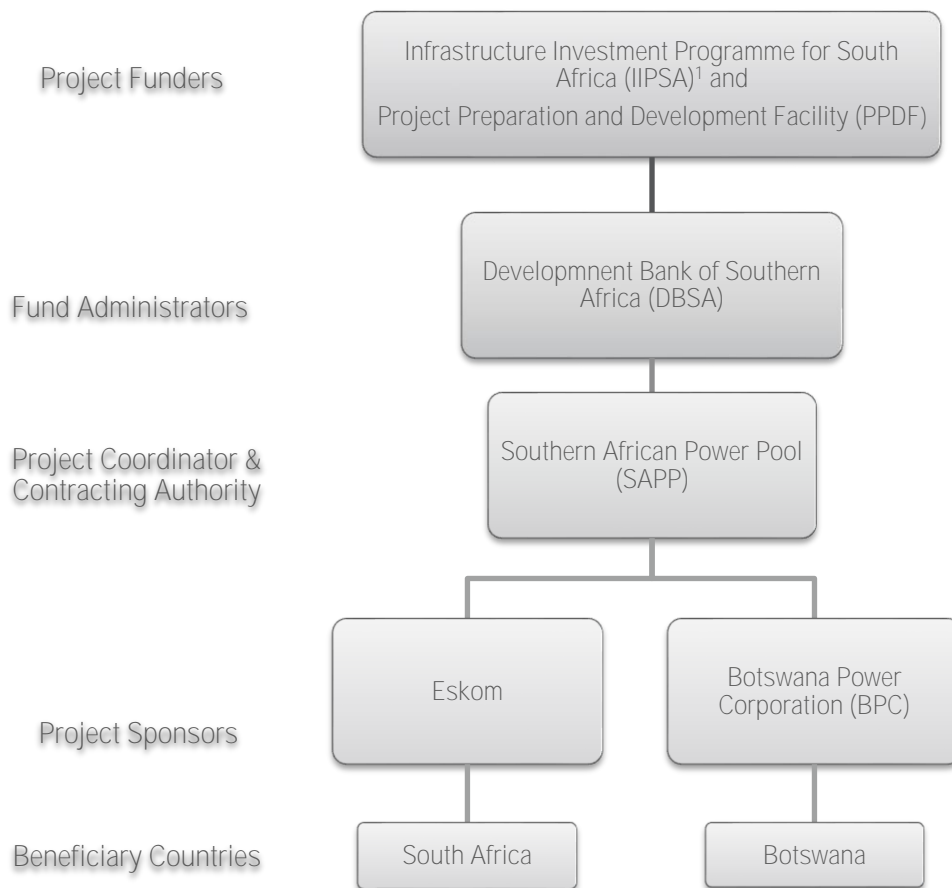 Project Funders
Infrastructure Investment Programme for South
Africa (IIPSA)¹ and
Project Preparation and Development Facility (PPDF)
Fund Administrators
Developmnent Bank of Southern
Africa (DBSA)
Project Coordinator &
Contracting Authority
Southern African Power Pool
(SAPP)
Project Sponsors
Eskom
Botswana Power
Corporation (BPC)
Beneficiary Countries
South Africa
Botswana